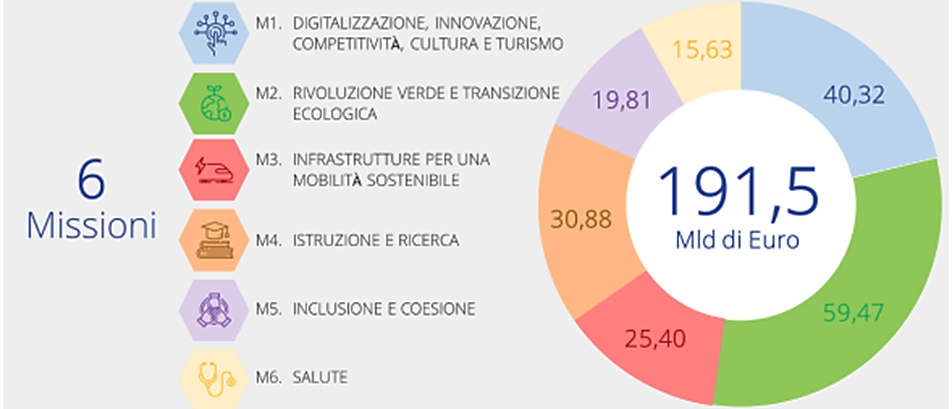 6
Missioni
M1. DIGITALIZZAZIONE, INNOVAZIONE,
COMPETITIVITÀ, CULTURA E TURISMO
M2. RIVOLUZIONE VERDE E TRANSIZIONE
ECOLOGICA
M3. INFRASTRUTTURE PER UNA
MOBILITÀ SOSTENIBILE
M4. ISTRUZIONE E RICERCA
M5. INCLUSIONE E COESIONE
M6. SALUTE
15,63
40,32
19,81
191,5
Mld di Euro
30,88
59,47
25,40